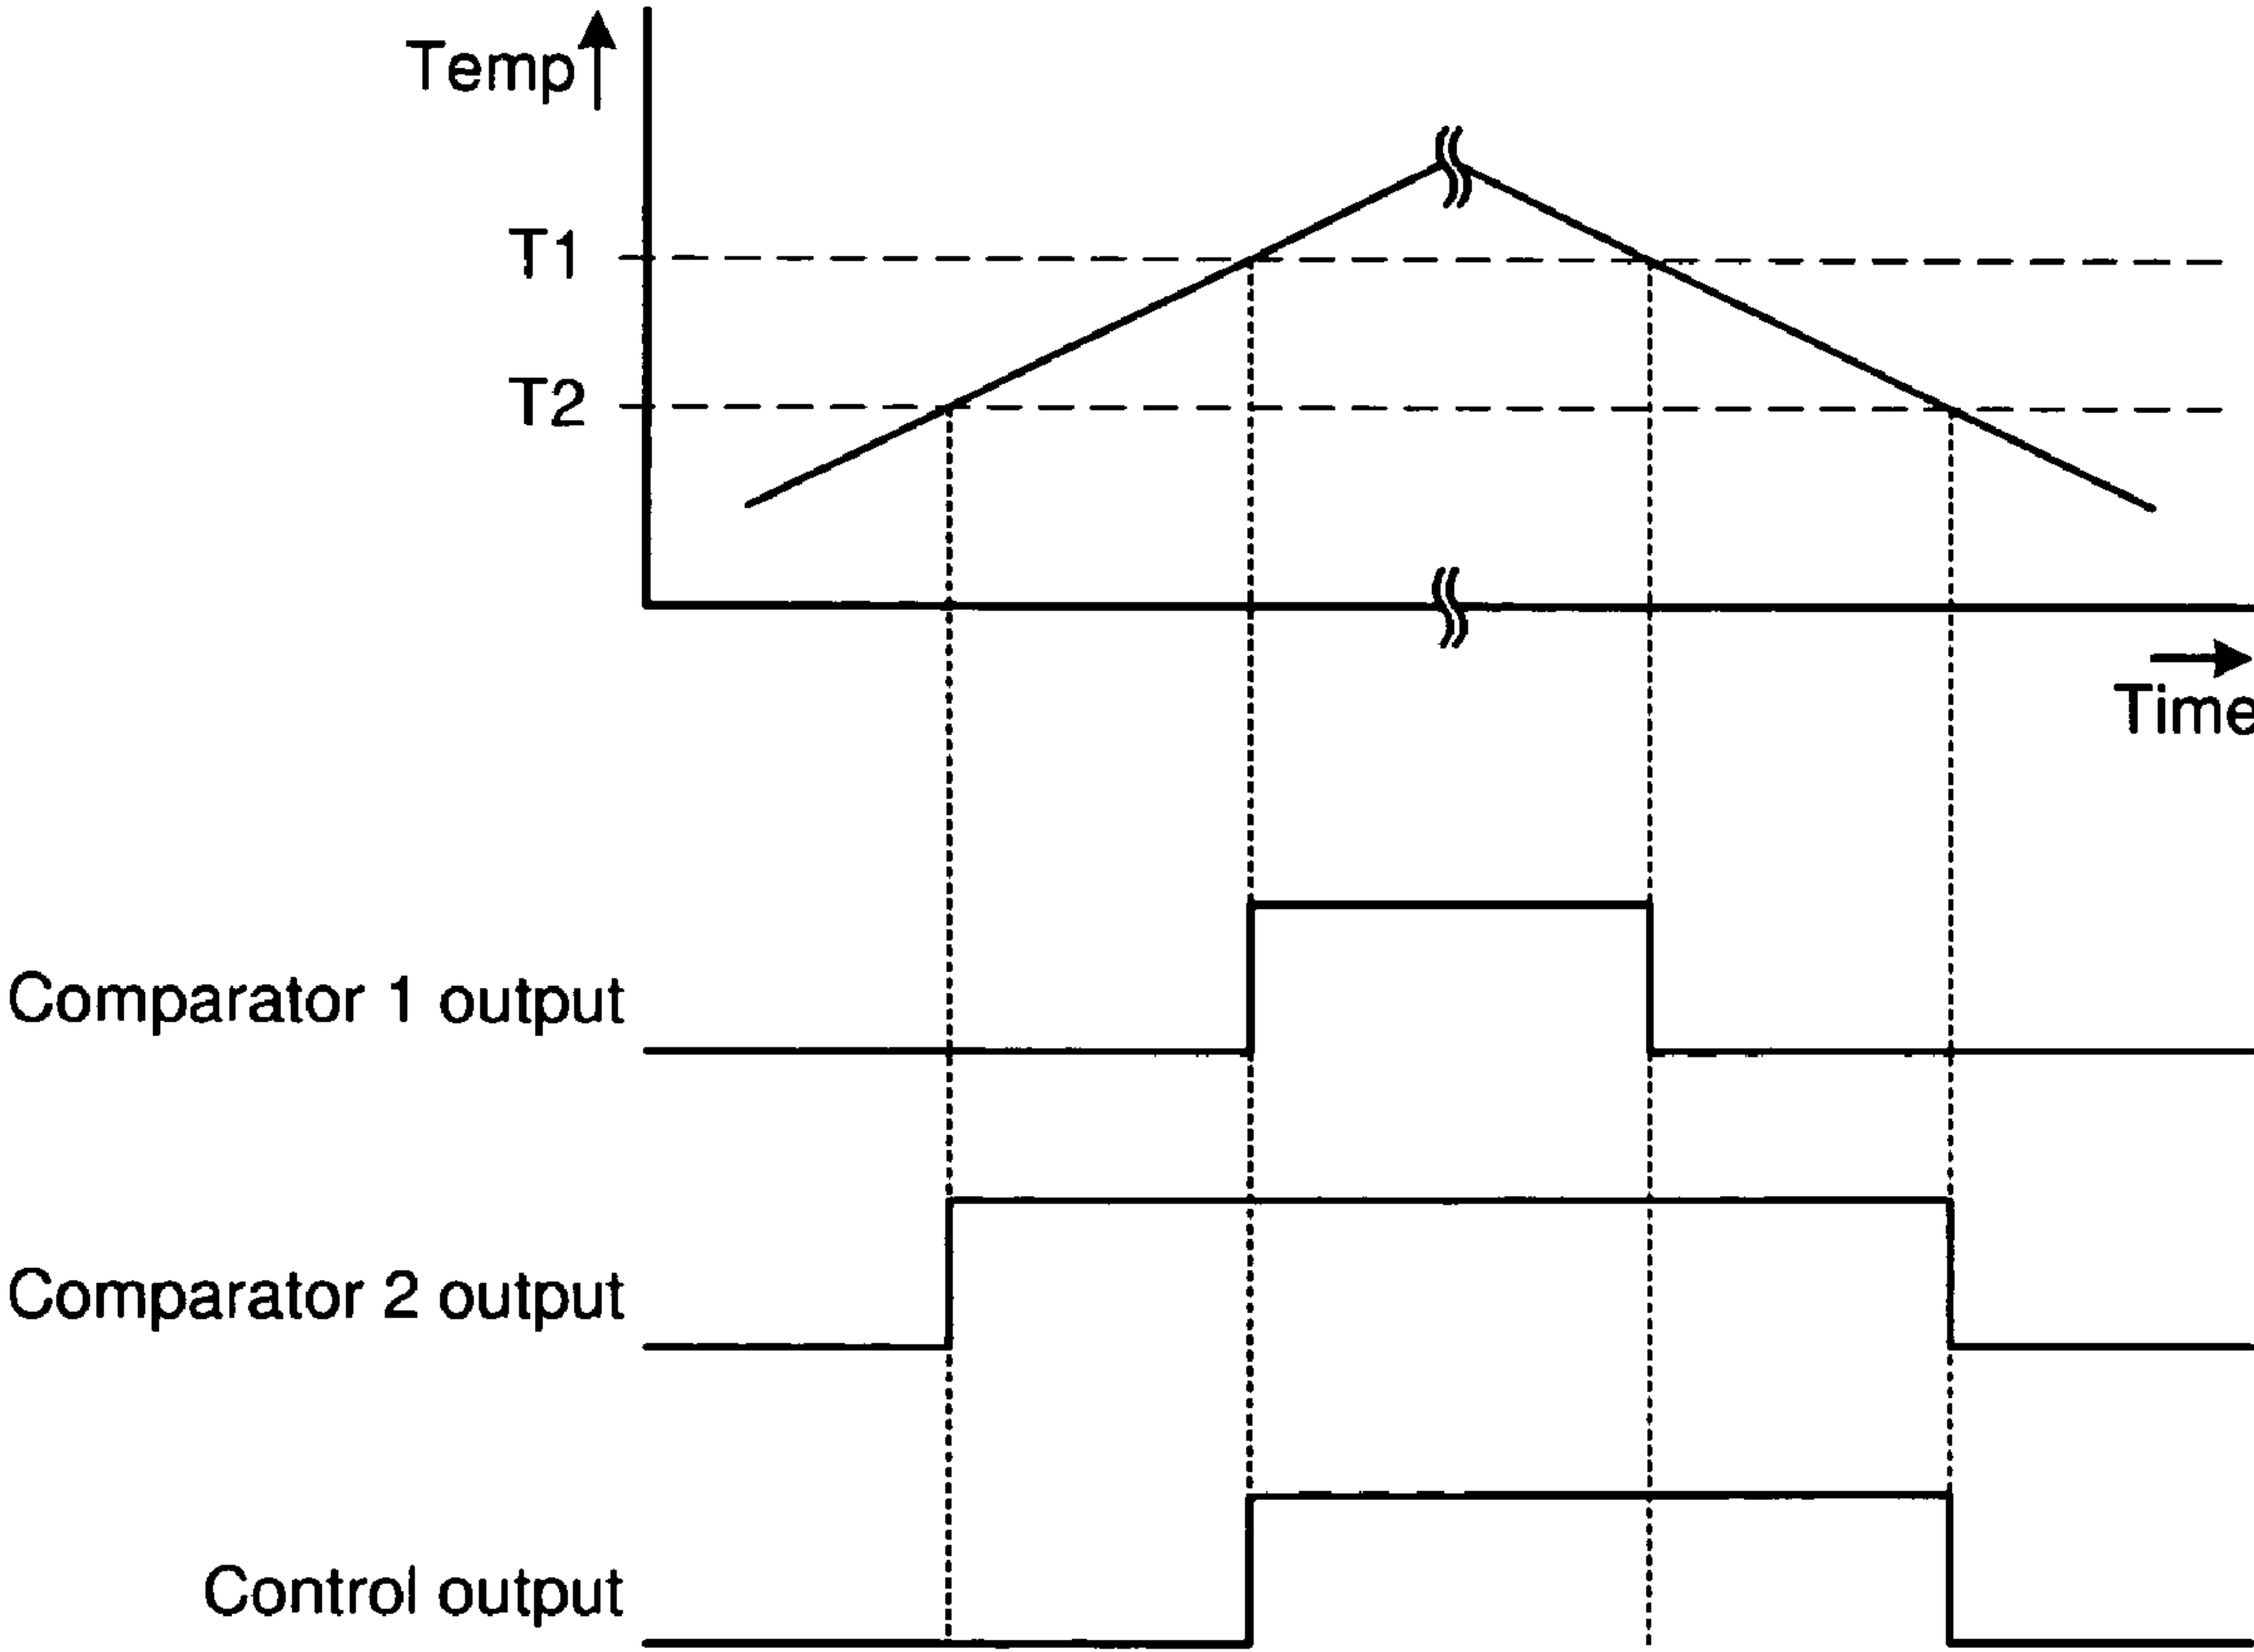 Temp
T1
T2
Time
Comparator 1 output
Comparator 2 output
Control output